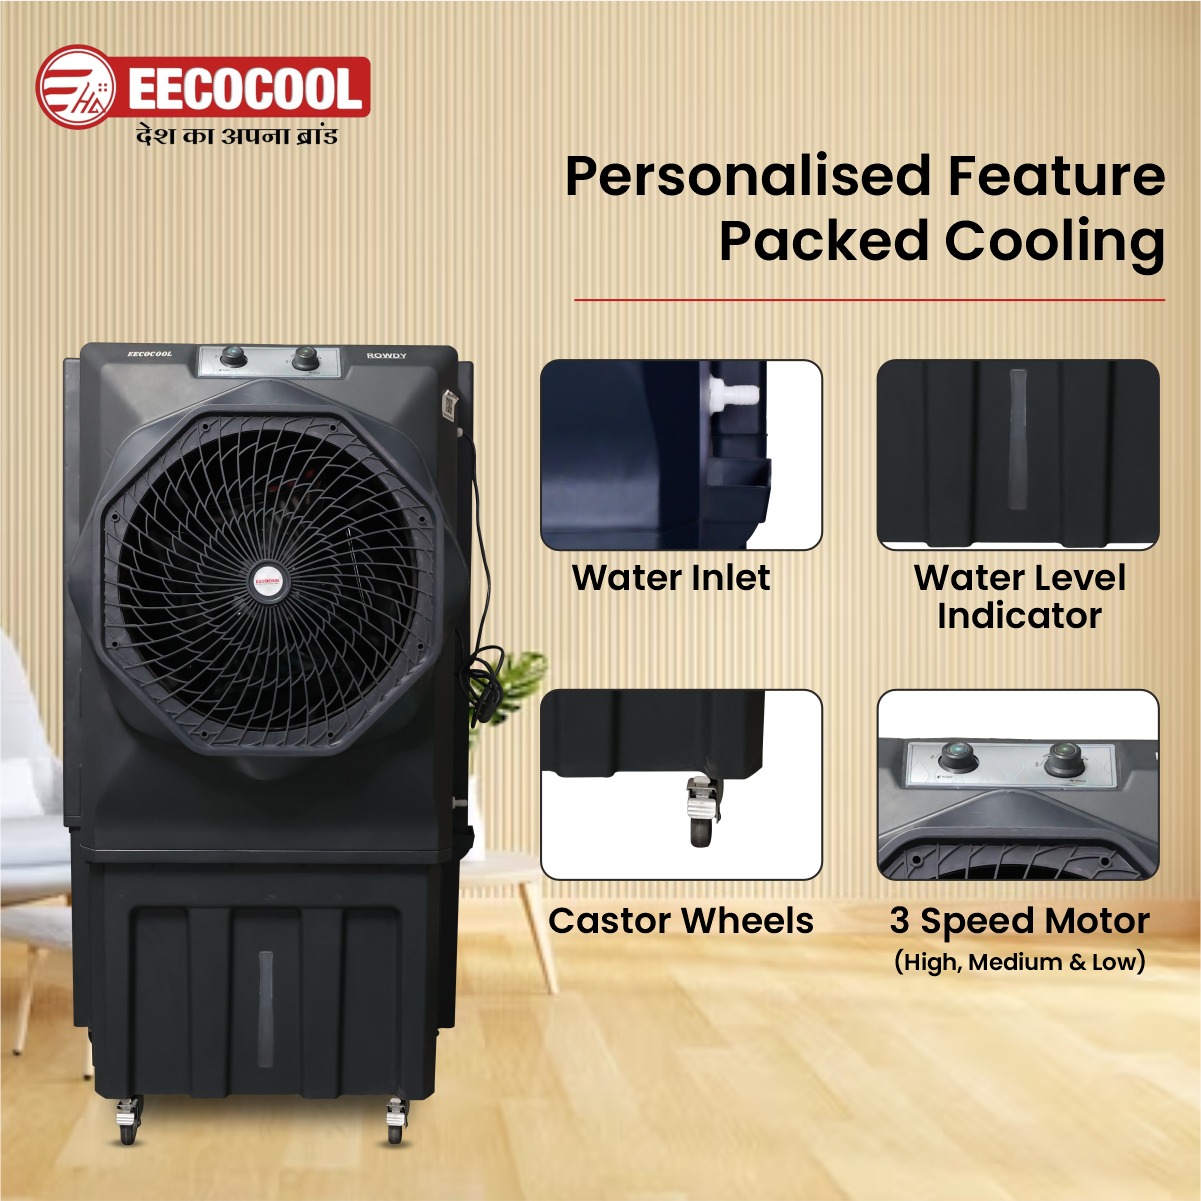 EECOCOOL
देश का अपना ब्रांड
Personalised Feature
Packed Cooling
EECOCOOL
ROWDY
EECOCOOL
Water Inlet
Water Level
Indicator
Castor Wheels
3 Speed Motor
(High, Medium & Low)